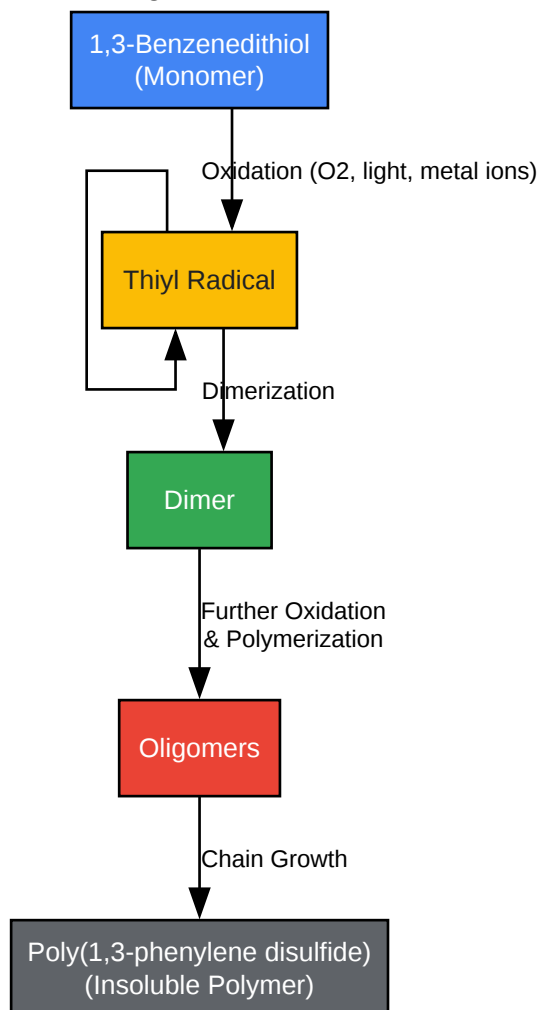 1,3-Benzenedithiol
(Monomer)
Oxidation (O2, light, metal ions)
Thiyl Radical
Dimerization
Dimer
Further Oxidation
& Polymerization
Oligomers
Chain Growth
Poly(1,3-phenylene disulfide)
(Insoluble Polymer)